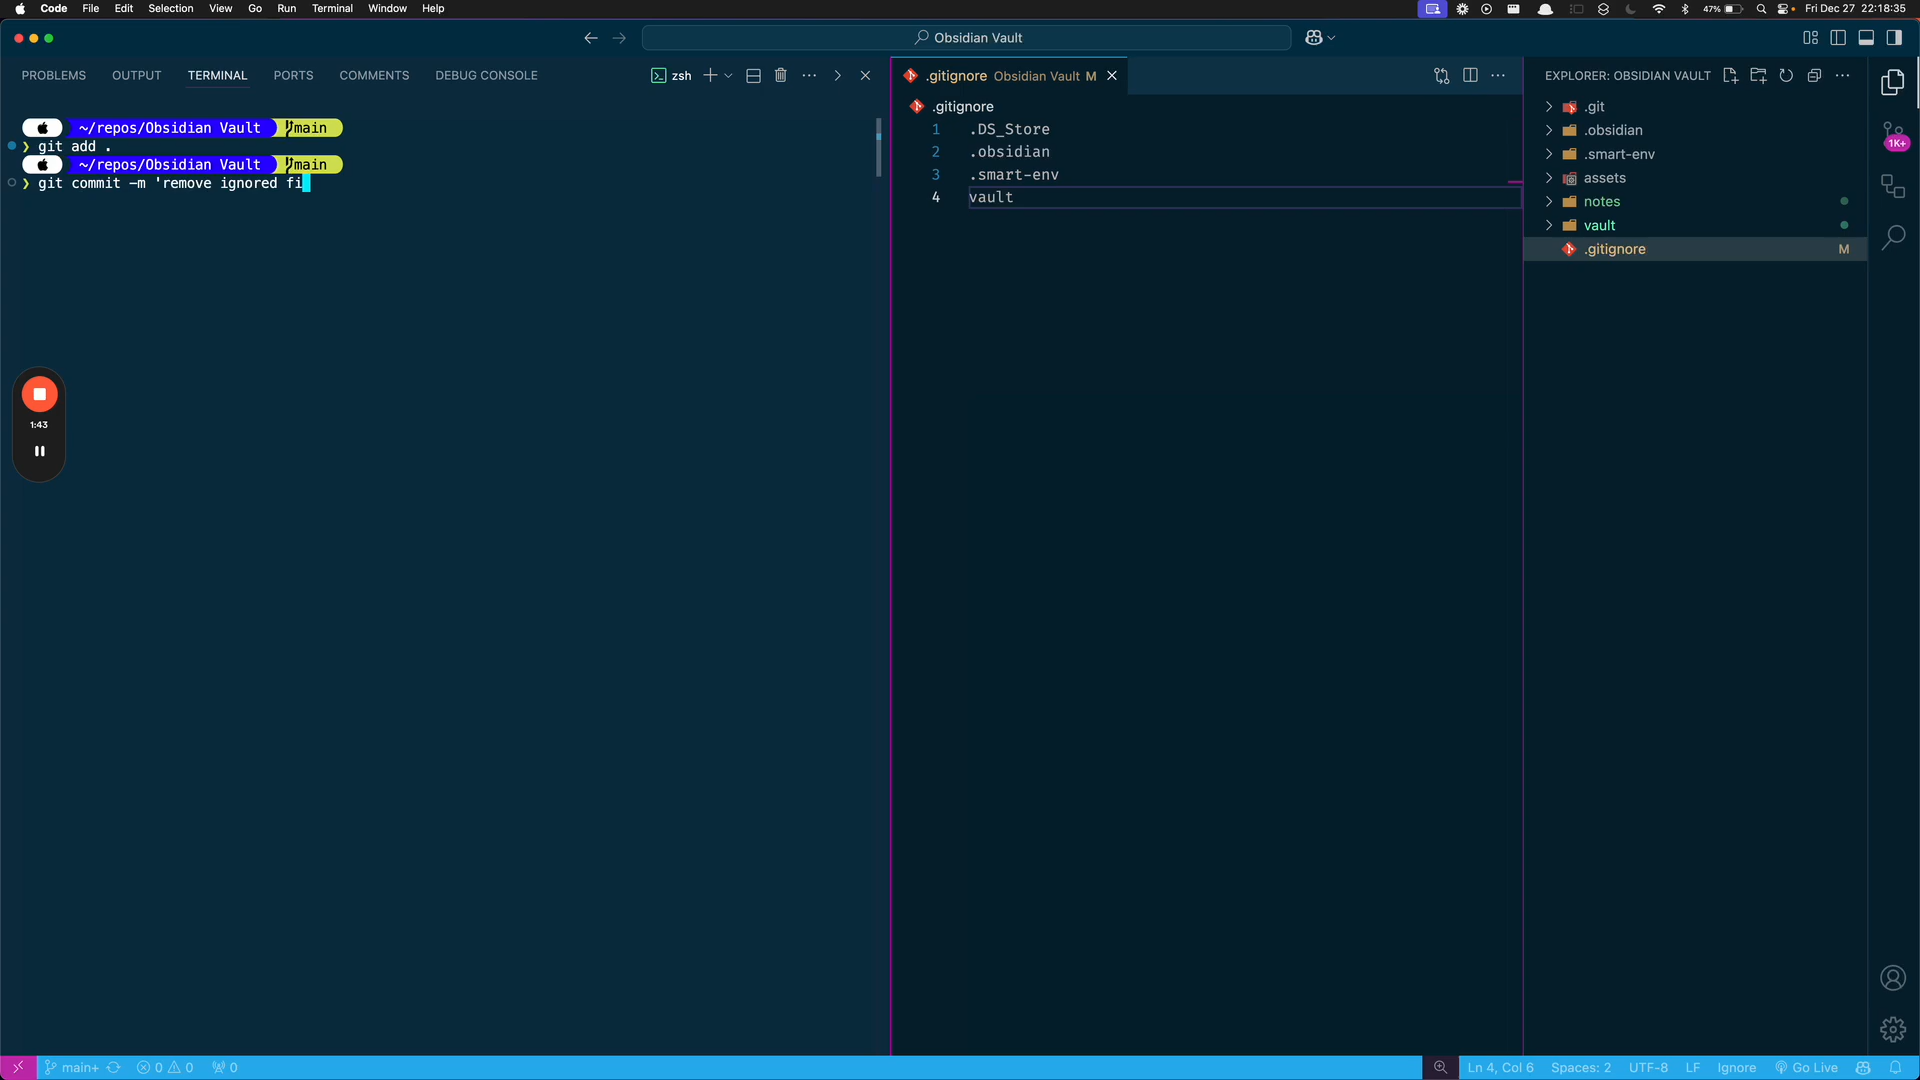 Code File Edit Selection View Go Run Terminal Window Help 47% Fri Dec 27 22:18:35
Obsidian Vault
PROBLEMS OUTPUT TERMINAL PORTS COMMENTS DEBUG CONSOLE zsh
~/repos/Obsidian Vault main
❯ git add .
~/repos/Obsidian Vault main
❯ git commit -m 'remove ignored fi
1:43
.gitignore Obsidian Vault M
.gitignore
1 .DS_Store
2 .obsidian
3 .smart-env
4 vault
EXPLORER: OBSIDIAN VAULT
.git
.obsidian
.smart-env
assets
notes
vault
.gitignore M
1K+
main+ 0 0 0 Ln 4, Col 6 Spaces: 2 UTF-8 LF Ignore Go Live